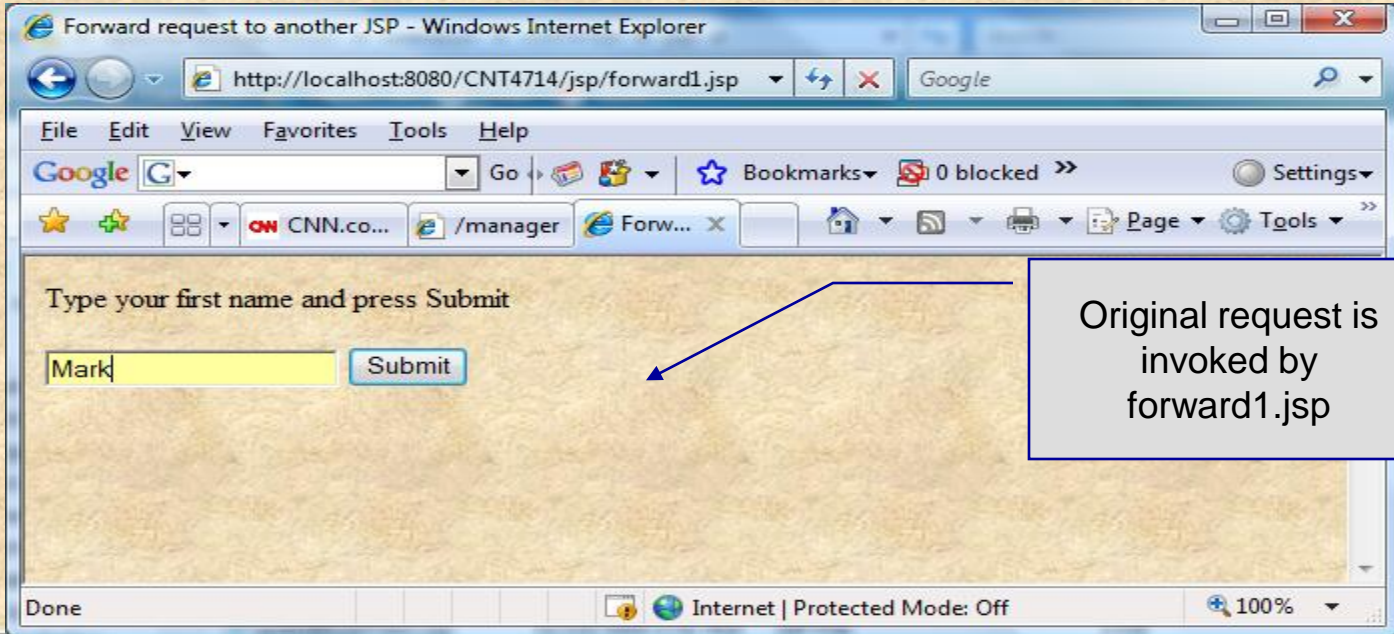 Forward request to another JSP - Windows Internet Explorer
http://localhost:8080/CNT4714/jsp/forward1.jsp
Google
File Edit View Favorites Tools Help
Google G Go Bookmarks 0 blocked » Settings
CNN CNN.co... /manager Forw... X Page Tools »
Type your first name and press Submit
Mark Submit
Original request is
invoked by
forward1.jsp
Done Internet | Protected Mode: Off 100%